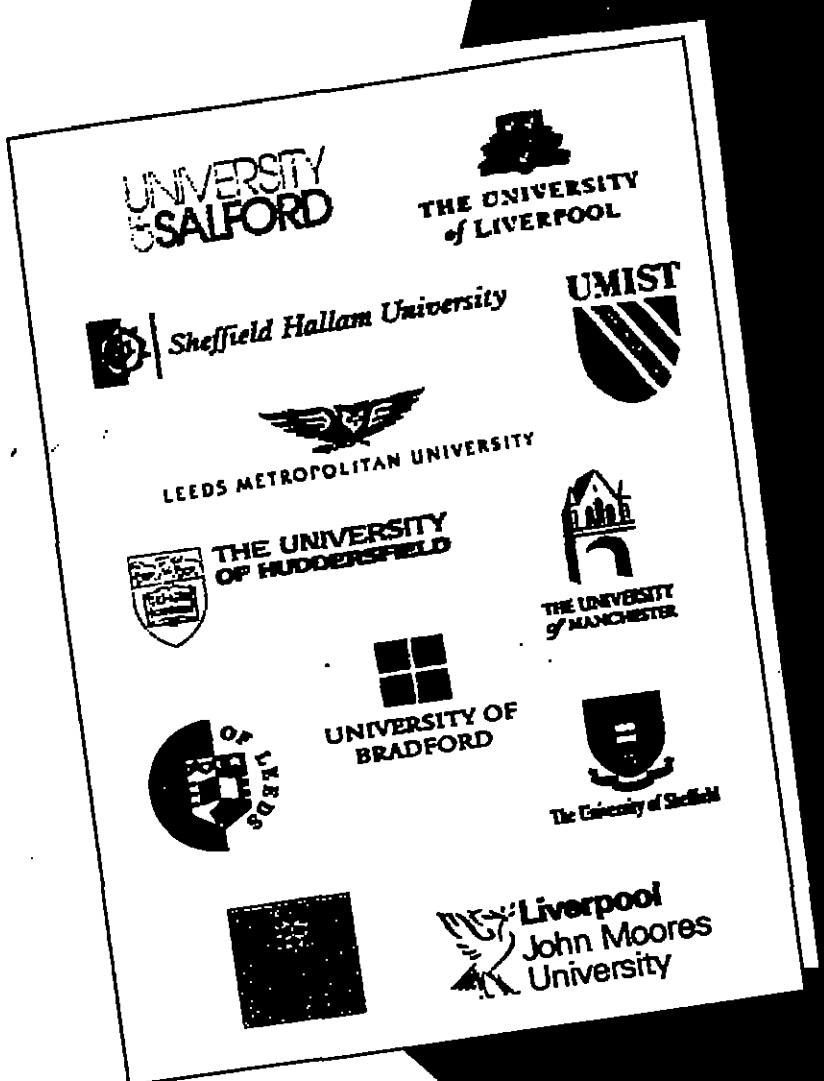 UNIVERSITY
OF SALFORD
THE UNIVERSITY
of LIVERPOOL
Sheffield Hallam University
UMIST
LEEDS METROPOLITAN UNIVERSITY
THE UNIVERSITY
OF HUDDERSFIELD
THE UNIVERSITY
of MANCHESTER
UNIVERSITY OF
BRADFORD
OF LEEDS
The University of Sheffield
Liverpool
John Moores
University